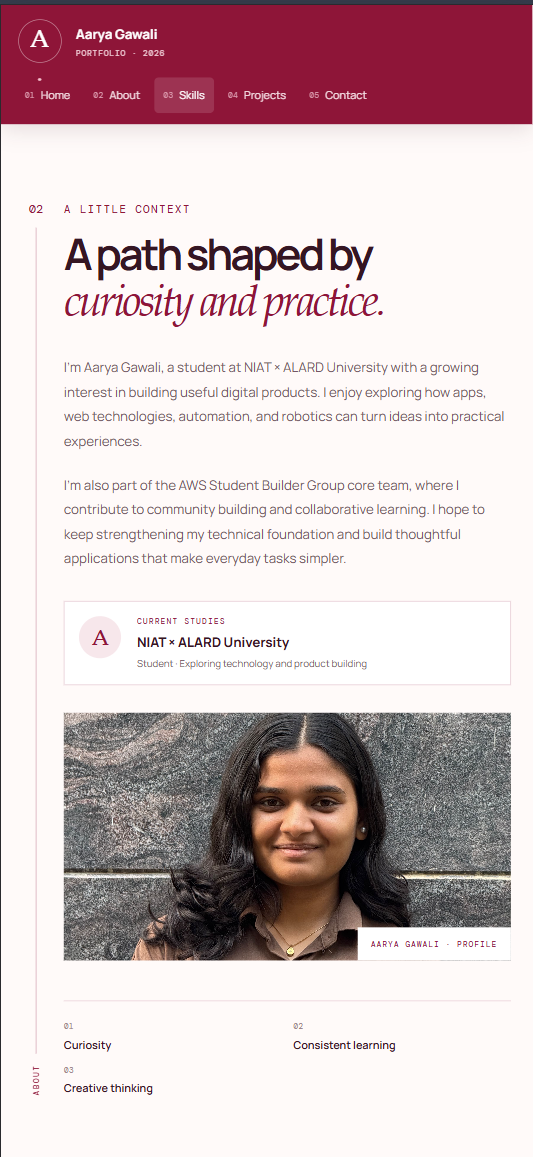 A
Aarya Gawali
PORTFOLIO · 2026
01 Home 02 About 03 Skills 04 Projects 05 Contact
02 A LITTLE CONTEXT
A path shaped by
curiosity and practice.
I'm Aarya Gawali, a student at NIAT × ALARD University with a growing
interest in building useful digital products. I enjoy exploring how apps,
web technologies, automation, and robotics can turn ideas into practical
experiences.
I'm also part of the AWS Student Builder Group core team, where I
contribute to community building and collaborative learning. I hope to
keep strengthening my technical foundation and build thoughtful
applications that make everyday tasks simpler.
A
CURRENT STUDIES
NIAT × ALARD University
Student · Exploring technology and product building
AARYA GAWALI · PROFILE
01
Curiosity
02
Consistent learning
03
Creative thinking
ABOUT